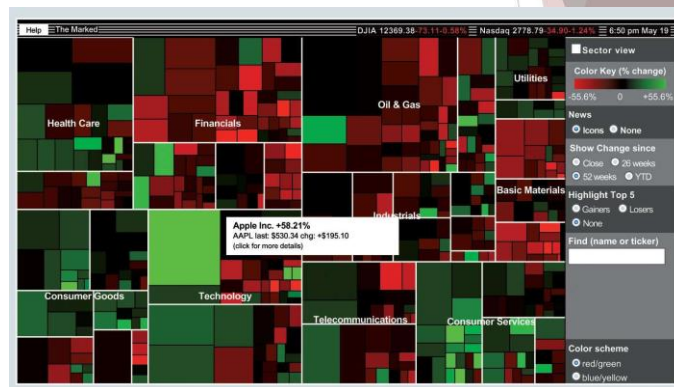 Help The Marked DJIA 12369.38-73.11-0.58% Nasdaq 2778.79-34.90-1.24% 6:50 pm May 19
Sector view
Color Key (% change)
-55.6% 0 +55.6%
News
Icons None
Show Change since
Close 26 weeks
52 weeks YTD
Highlight Top 5
Gainers Losers
None
Find (name or ticker)
Color scheme
red/green
blue/yellow
Health Care
Financials
Oil & Gas
Utilities
Industrials
Basic Materials
Apple Inc. +58.21%
AAPL last: $530.34 chg: +$195.10
(click for more details)
Consumer Goods
Technology
Telecommunications
Consumer Services